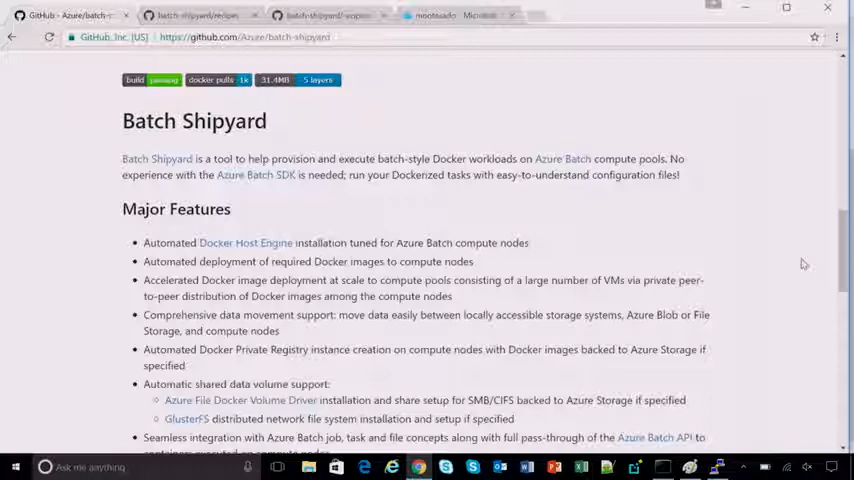 GitHub - Azure/batch-s
batch-shipyard/recipes
GitHub, Inc. [US]
https://github.com/Azure/batch-shipyard
build passing docker pulls 1k 31.4MB 5 layers
Batch Shipyard
Batch Shipyard is a tool to help provision and execute batch-style Docker workloads on Azure Batch compute pools. No
experience with the Azure Batch SDK is needed; run your Dockerized tasks with easy-to-understand configuration files!
Major Features
Automated Docker Host Engine installation tuned for Azure Batch compute nodes
Automated deployment of required Docker images to compute nodes
Accelerated Docker image deployment at scale to compute pools consisting of a large number of VMs via private peer-
to-peer distribution of Docker images among the compute nodes
Comprehensive data movement support: move data easily between locally accessible storage systems, Azure Blob or File
Storage, and compute nodes
Automated Docker Private Registry instance creation on compute nodes with Docker images backed to Azure Storage if
specified
Automatic shared data volume support:
Azure File Docker Volume Driver installation and share setup for SMB/CIFS backed to Azure Storage if specified
GlusterFS distributed network file system installation and setup if specified
Seamless integration with Azure Batch job, task and file concepts along with full pass-through of the Azure Batch API to
Ask me anything